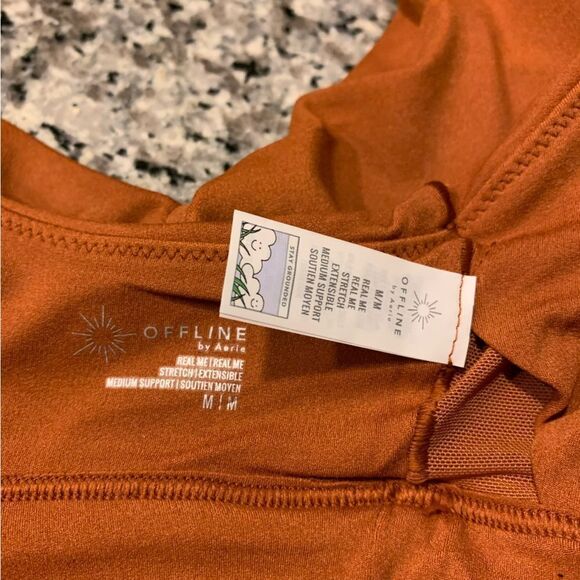 OFFLINE
by Aerie
REAL ME | REAL ME
STRETCH | EXTENSIBLE
MEDIUM SUPPORT | SOUTIEN MOYEN
M | M
OFFLINE
by Aerie
M/M
REAL ME
REAL ME
STRETCH
EXTENSIBLE
MEDIUM SUPPORT
SOUTIEN MOYEN
STAY GROUNDED